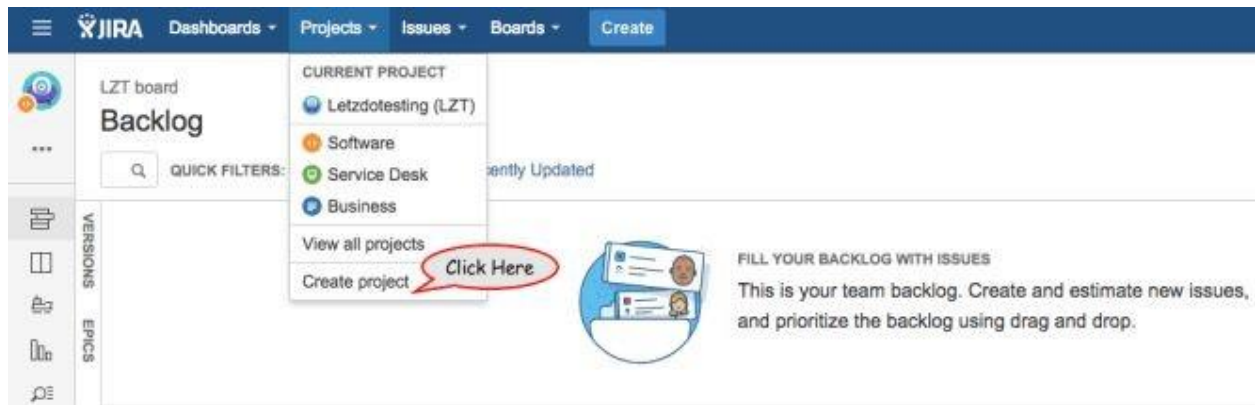 JIRA Dashboards Projects Issues Boards Create
LZT board
Backlog
QUICK FILTERS:
ently Updated
CURRENT PROJECT
Letzdotesting (LZT)
Software
Service Desk
Business
View all projects
Create project
Click Here
VERSIONS
EPICS
FILL YOUR BACKLOG WITH ISSUES
This is your team backlog. Create and estimate new issues,
and prioritize the backlog using drag and drop.